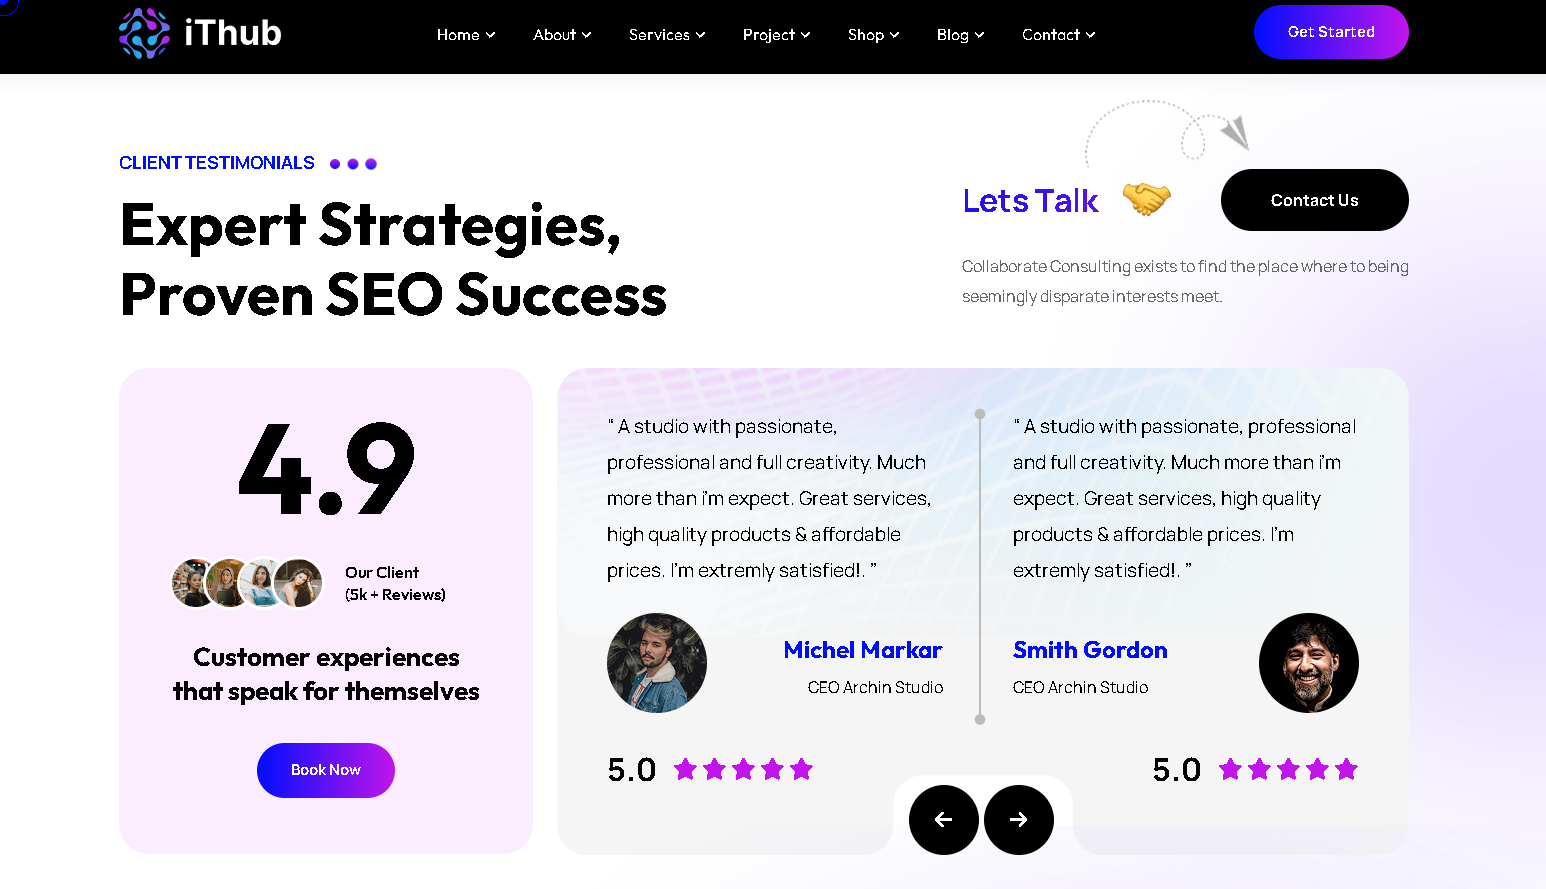 iThub
Home
About
Services
Project
Shop
Blog
Contact
Get Started
CLIENT TESTIMONIALS
Expert Strategies,
Proven SEO Success
Lets Talk
Contact Us
Collaborate Consulting exists to find the place where to being
seemingly disparate interests meet.
4.9
Our Client
(5k + Reviews)
Customer experiences
that speak for themselves
Book Now
“ A studio with passionate,
professional and full creativity. Much
more than i’m expect. Great services,
high quality products & affordable
prices. I’m extremly satisfied!. ”
Michel Markar
CEO Archin Studio
5.0
“ A studio with passionate, professional
and full creativity. Much more than i’m
expect. Great services, high quality
products & affordable prices. I’m
extremly satisfied!. ”
Smith Gordon
CEO Archin Studio
5.0